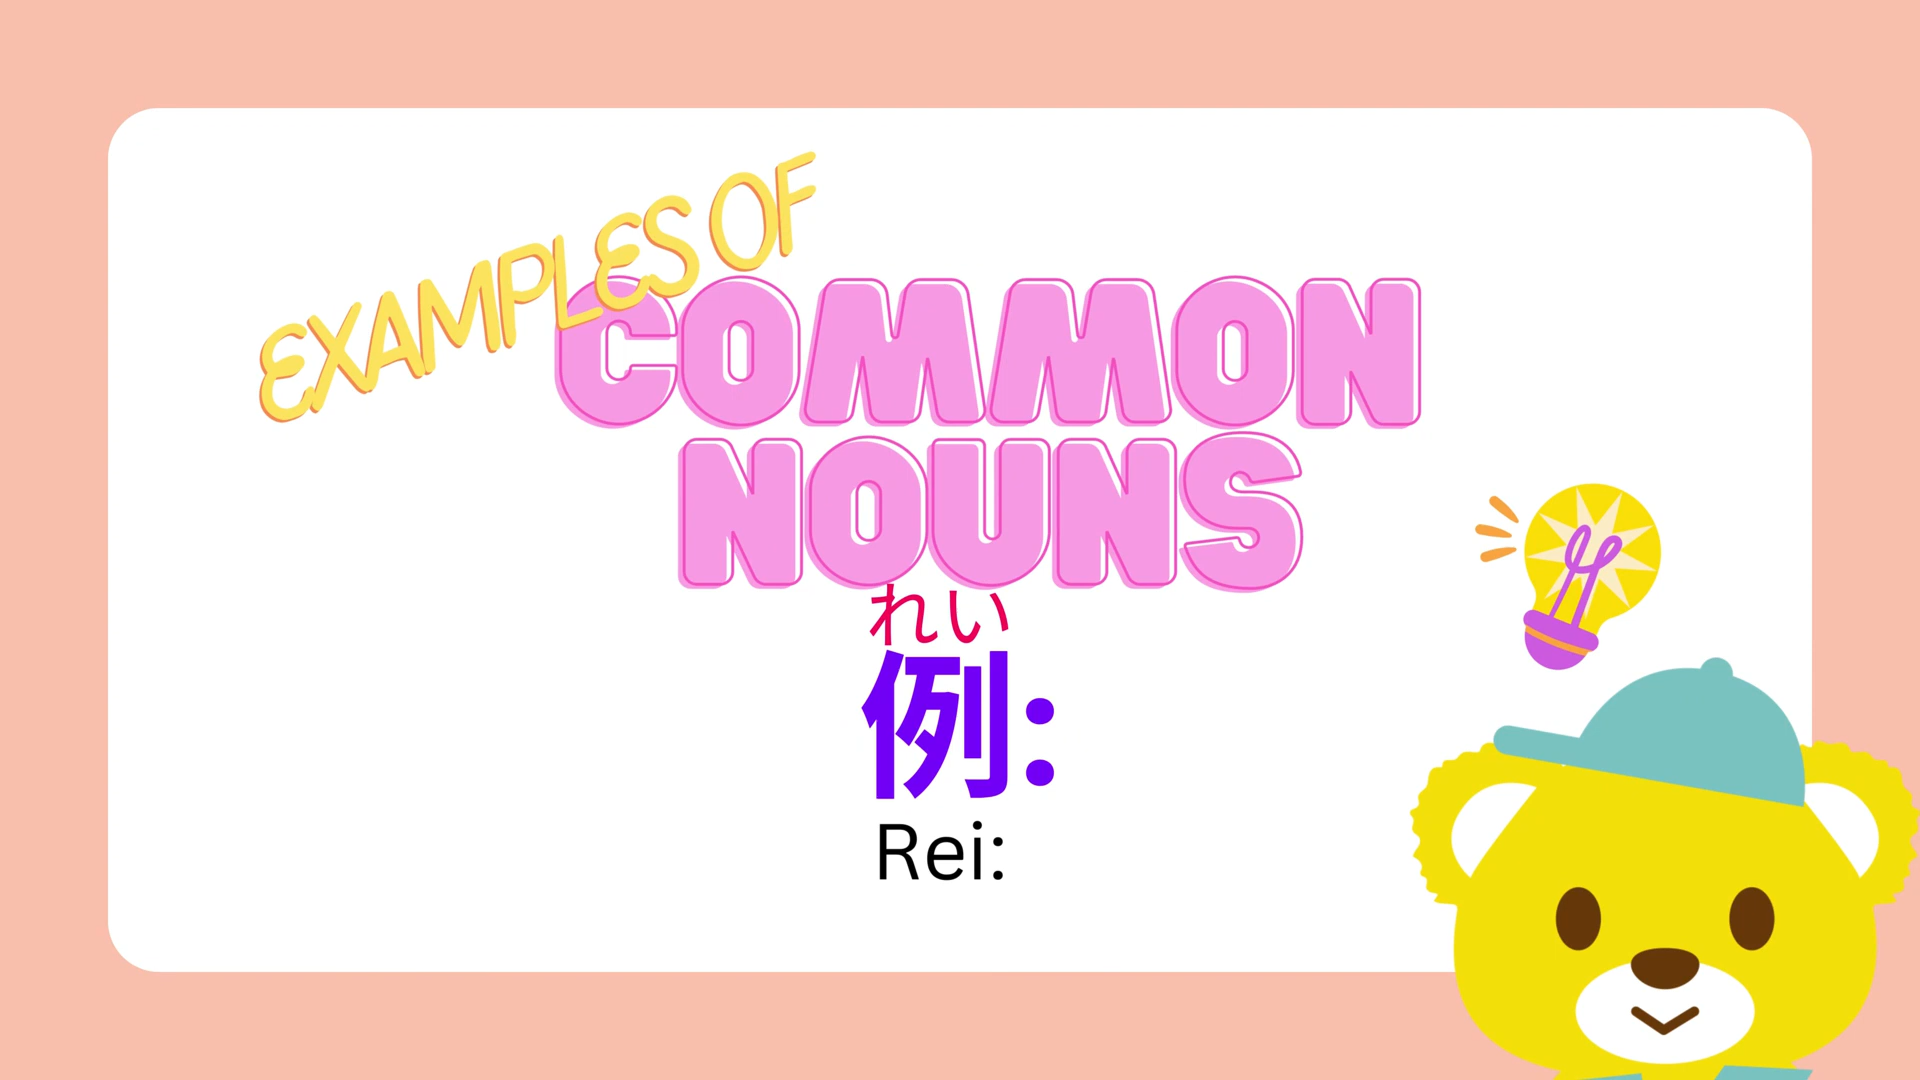 EXAMPLES OF
COMMON
NOUNS
れい
例:
Rei: